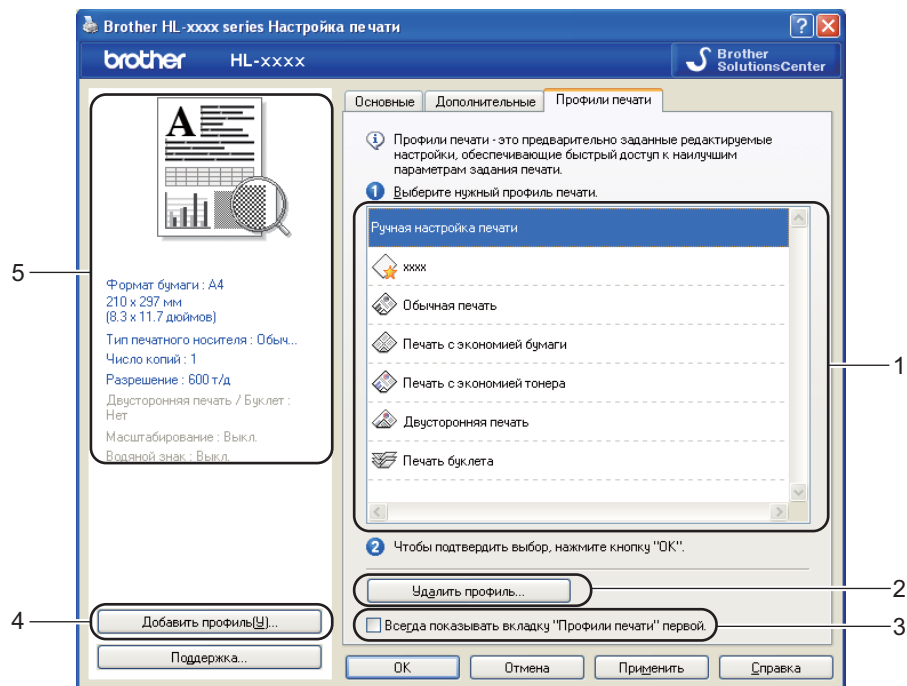 Brother HL-xxxx series Настройка печати
brother HL-xxxx
Brother
SolutionsCenter
Основные Дополнительные Профили печати
Профили печати - это предварительно заданные редактируемые
настройки, обеспечивающие быстрый доступ к наилучшим
параметрам задания печати.
1 Выберите нужный профиль печати.
Ручная настройка печати
xxxx
Обычная печать
Печать с экономией бумаги
Печать с экономией тонера
Двусторонняя печать
Печать буклета
2 Чтобы подтвердить выбор, нажмите кнопку "ОК".
Удалить профиль...
Всегда показывать вкладку "Профили печати" первой.
A
Формат бумаги : A4
210 x 297 мм
(8.3 x 11.7 дюймов)
Тип печатного носителя : Обыч...
Число копий : 1
Разрешение : 600 т/д
Двусторонняя печать / Буклет :
Нет
Масштабирование : Выкл.
Водяной знак : Выкл.
Добавить профиль(У)...
Поддержка...
ОК Отмена Применить Справка
5
4
1
2
3